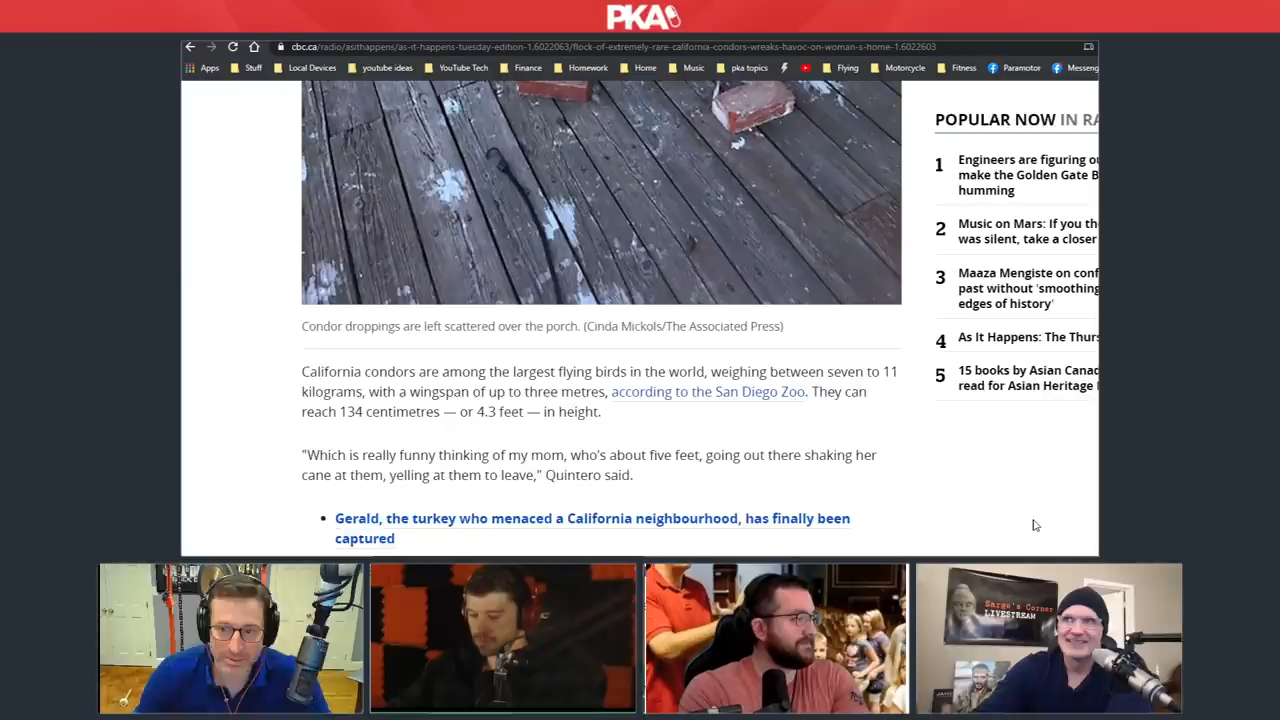 PKA
cbc.ca/radio/asithappens/as-it-happens-tuesday-edition-1.6022063/flock-of-extremely-rare-california-condors-wreaks-havoc-on-woman-s-home-1.6022603
Apps Stuff Local Devices youtube ideas YouTube Tech Finance Homework Home Music pka topics Flying Motorcycle Fitness Paramotor Messeng
POPULAR NOW IN RA
1 Engineers are figuring ou
make the Golden Gate B
humming
2 Music on Mars: If you th
was silent, take a closer
3 Maaza Mengiste on conf
past without 'smoothing
edges of history'
4 As It Happens: The Thurs
5 15 books by Asian Canad
read for Asian Heritage
Condor droppings are left scattered over the porch. (Cinda Mickols/The Associated Press)
California condors are among the largest flying birds in the world, weighing between seven to 11
kilograms, with a wingspan of up to three metres, according to the San Diego Zoo. They can
reach 134 centimetres — or 4.3 feet — in height.
"Which is really funny thinking of my mom, who's about five feet, going out there shaking her
cane at them, yelling at them to leave," Quintero said.
• Gerald, the turkey who menaced a California neighbourhood, has finally been
captured
Sarge's Corner
LIVESTREAM